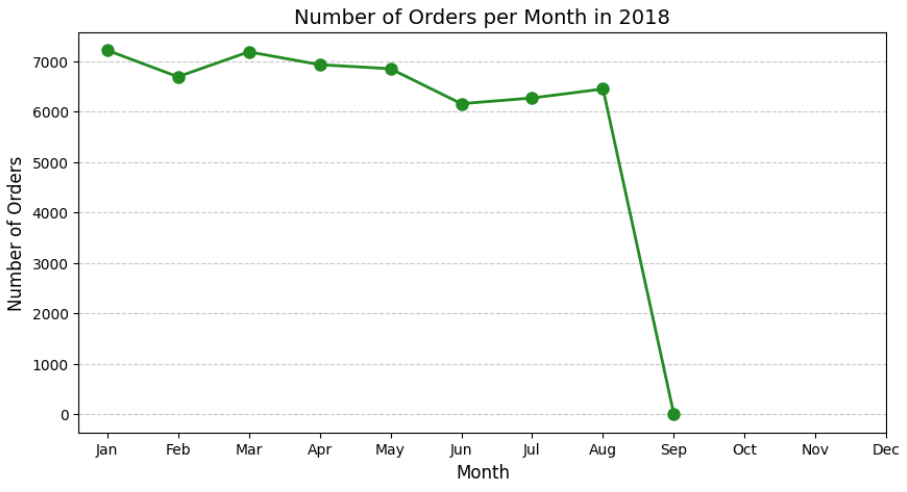 Number of Orders per Month in 2018
Number of Orders
7000
6000
5000
4000
3000
2000
1000
0
Jan Feb Mar Apr May Jun Jul Aug Sep Oct Nov Dec
Month